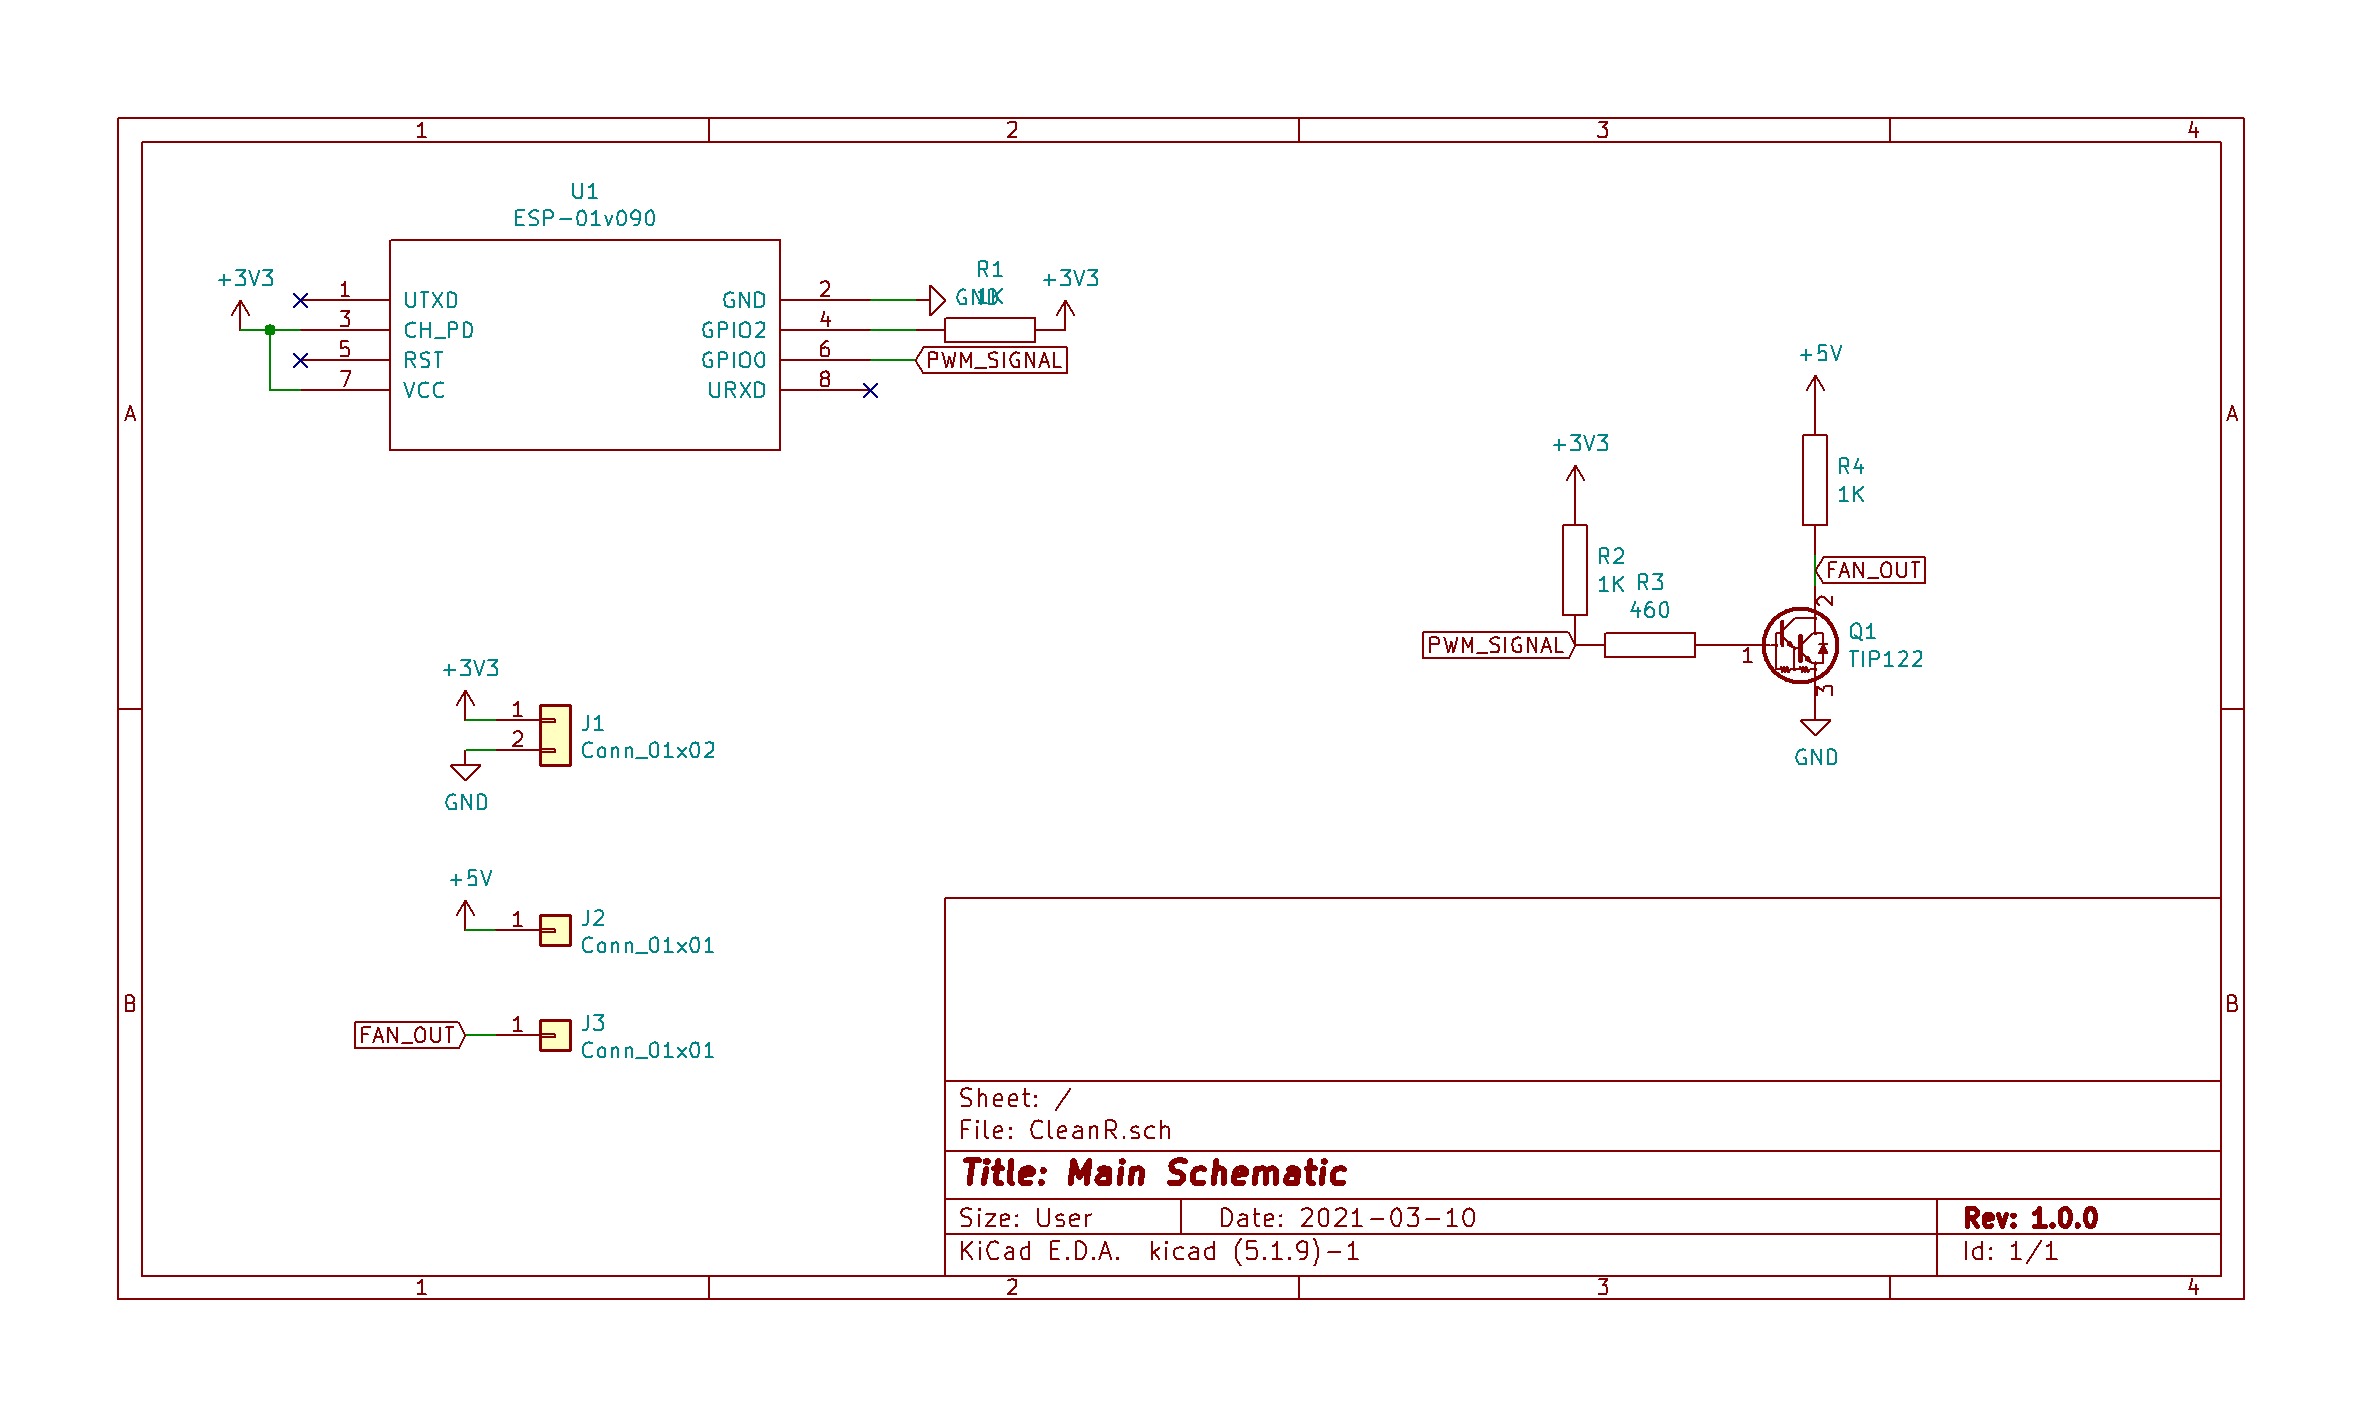 1 2 3 4
A A
B B
U1
ESP-01v090
+3V3
1 UTXD
3 CH_PD
5 RST
7 VCC
GND 2
GPIO2 4
GPIO0 6
URXD 8
GND
R1
1K
+3V3
PWM_SIGNAL
+5V
R4
1K
FAN_OUT
+3V3
R2
1K
R3
460
PWM_SIGNAL
1
2
3
Q1
TIP122
GND
+3V3
1
2
J1
Conn_01x02
GND
+5V
1
J2
Conn_01x01
FAN_OUT
1
J3
Conn_01x01
Sheet: /
File: CleanR.sch
Title: Main Schematic
Size: User Date: 2021-03-10 Rev: 1.0.0
KiCad E.D.A. kicad (5.1.9)-1 Id: 1/1
1 2 3 4